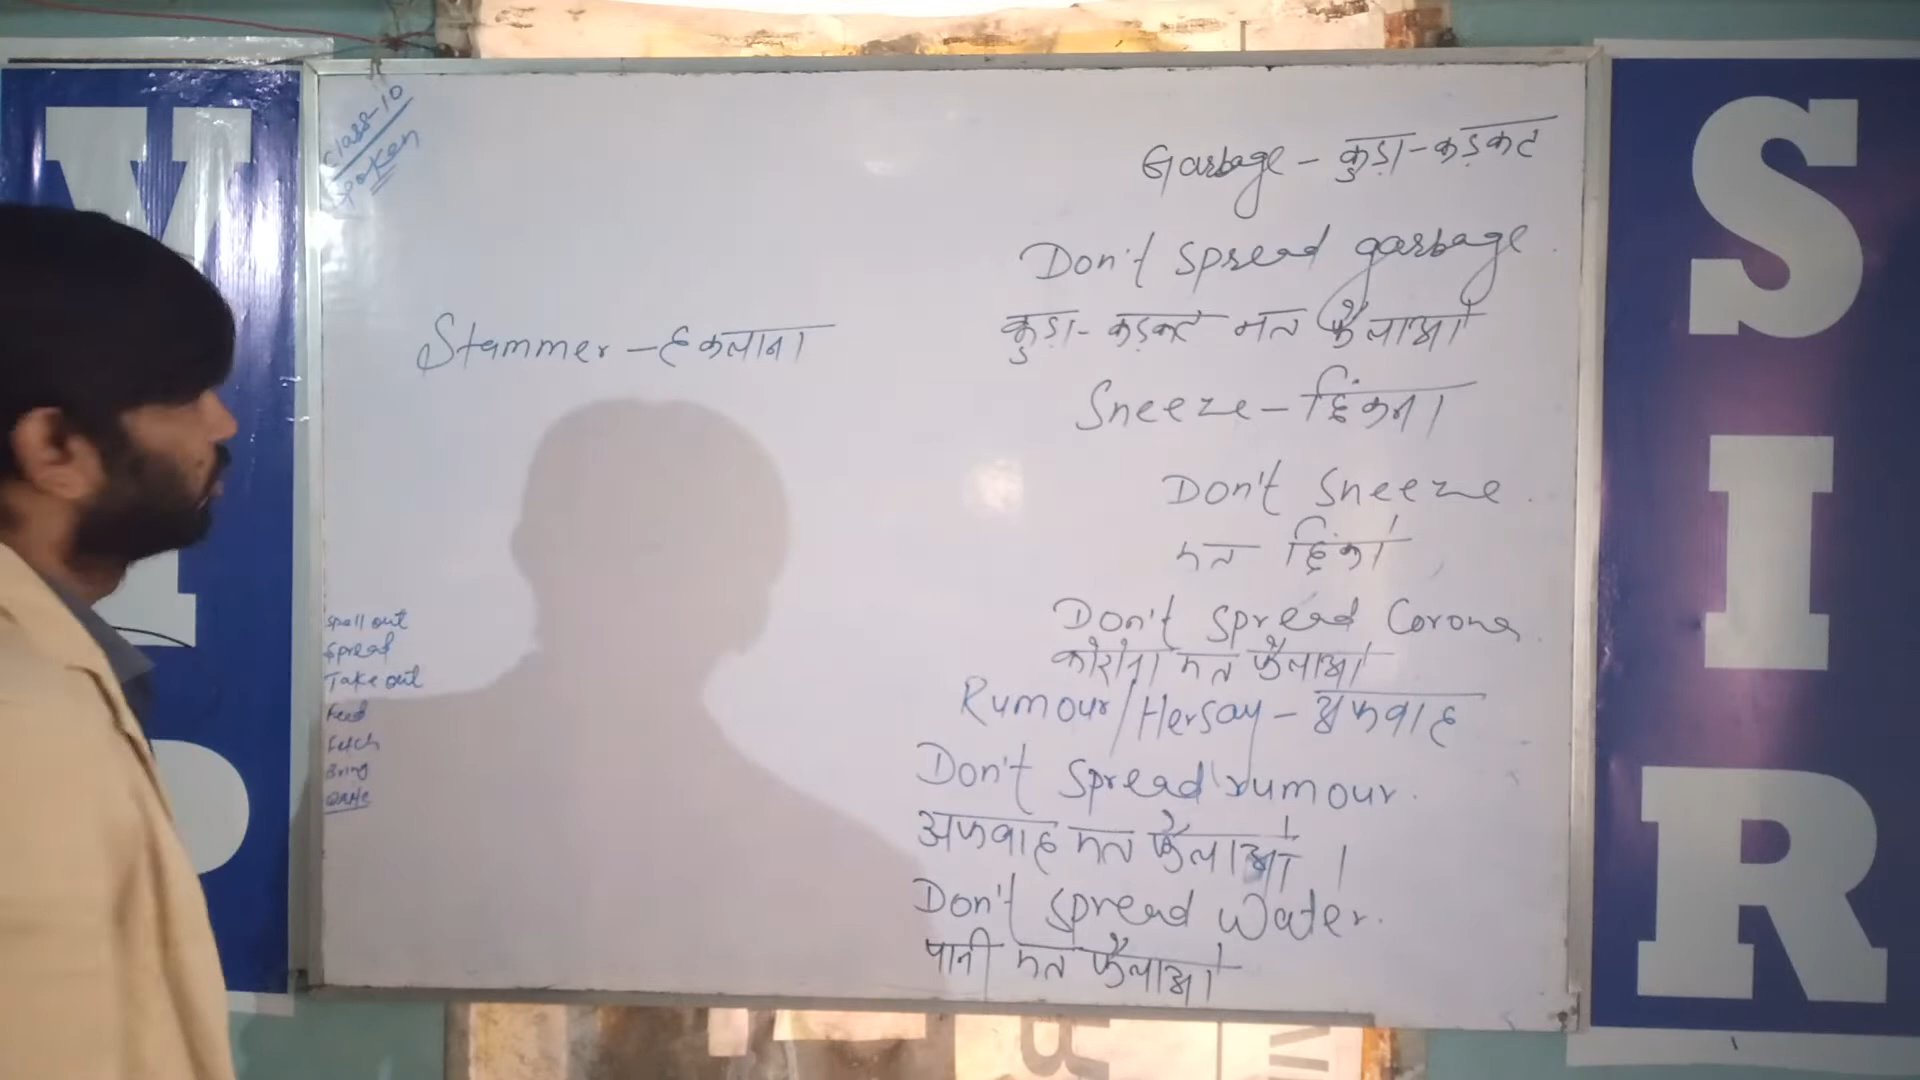 Class-10
Spoken
Stammer - हकलाना
Spell out
Spread
Take out
Feed
Fetch
Bring
Garbage - कुड़ा-कड़कट
Don't spread garbage.
कुड़ा-कड़कट मत फैलाओ
Sneeze - छिंकना
Don't sneeze.
मत छिंको
Don't spread Corona.
कोरोना मत फैलाओ
Rumour/Hersay - अफवाह
Don't spread rumour.
अफवाह मत फैलाओ।
Don't spread water.
पानी मत फैलाओ
V
I
P
S
I
R